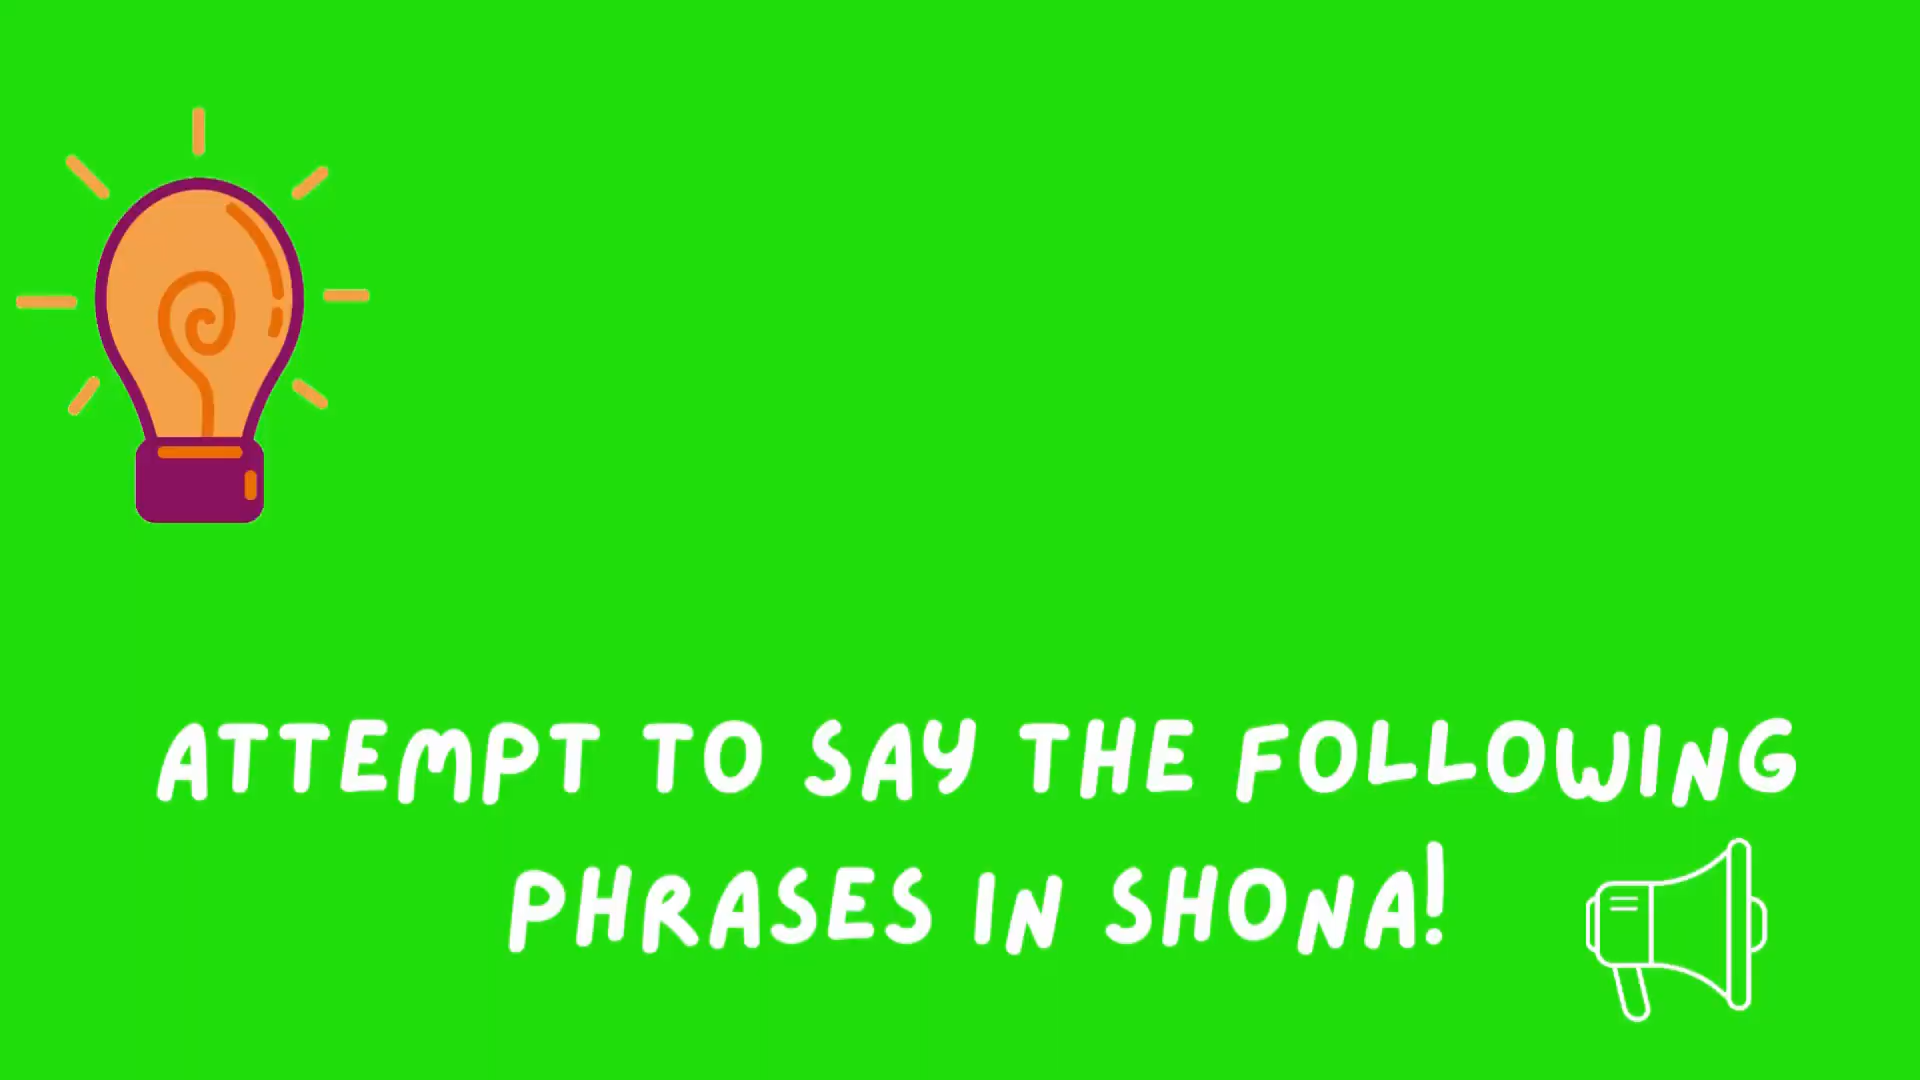 ATTEMPT TO SAY THE FOLLOWING
PHRASES IN SHONA!